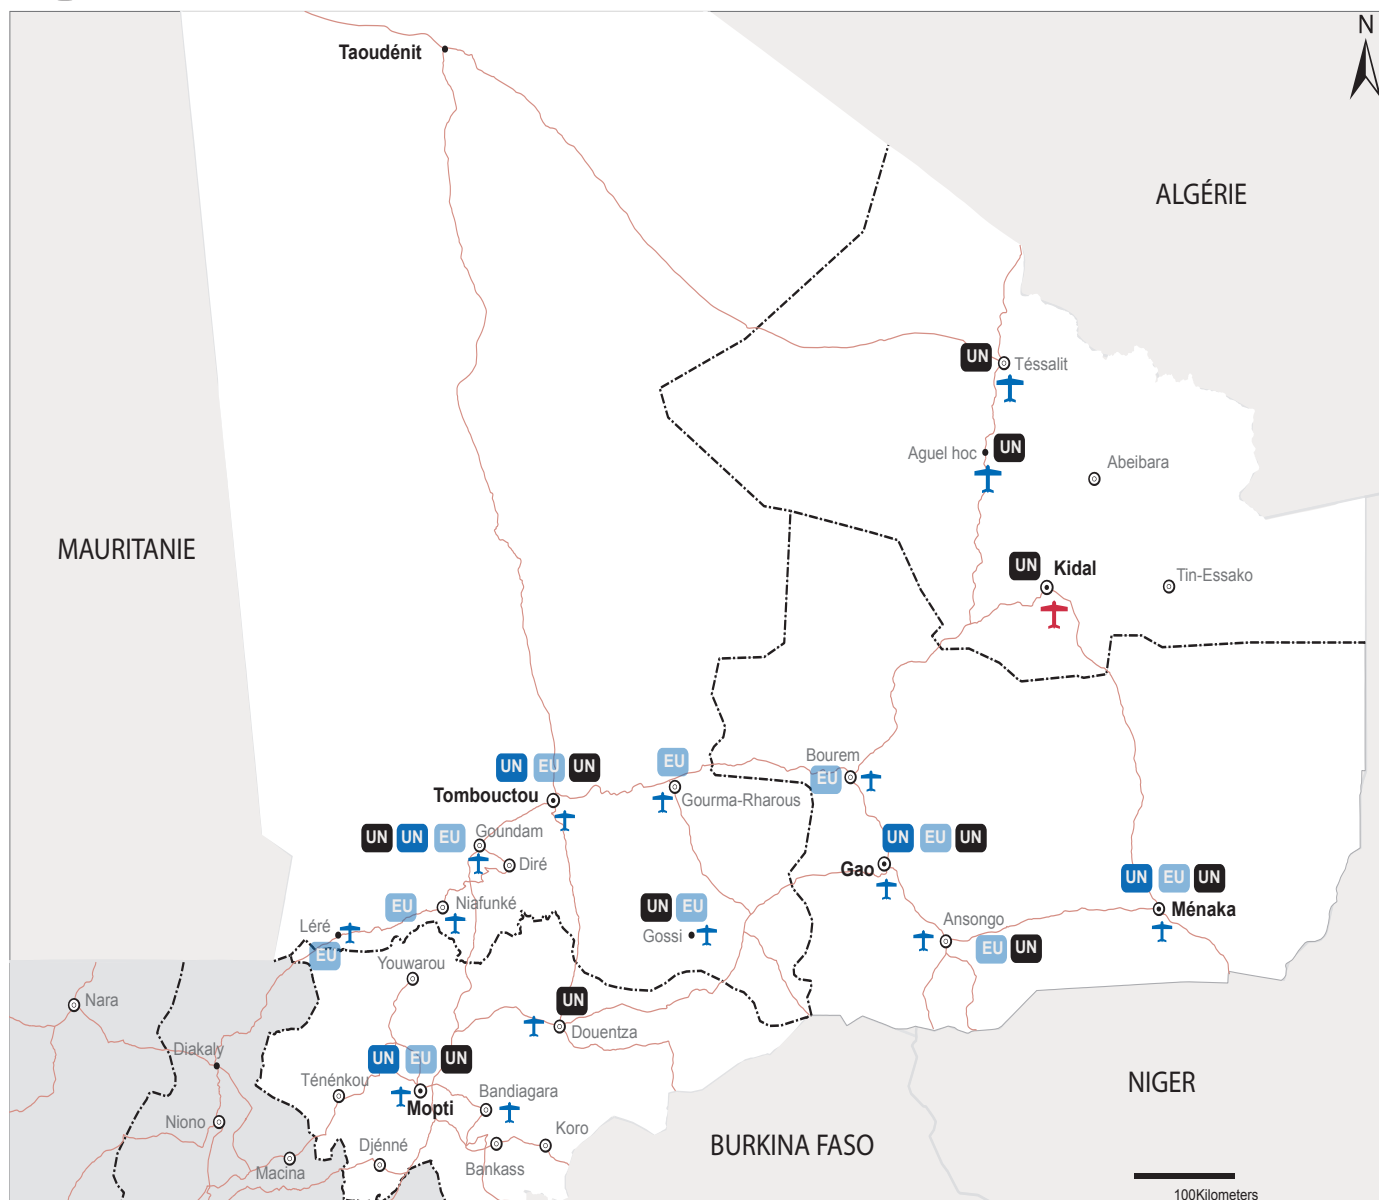 N
Taoudénit
ALGÉRIE
UN
Téssalit
Aguel hoc
UN
Abeibara
MAURITANIE
UN
Kidal
Tin-Essako
UN EU UN
EU
Bourem
EU
Tombouctou
Gourma-Rharous
UN UN EU
Goundam
UN EU UN
Diré
Gao
UN EU UN
EU
Niafunké
UN EU
Ménaka
Léré
Gossi
Ansongo
EU
EU UN
Youwarou
Nara
UN
Douentza
Diakaly
UN EU UN
Ténénkou
Bandiagara
NIGER
Mopti
Niono
Koro
BURKINA FASO
Djénné
Bankass
Macina
100Kilometers